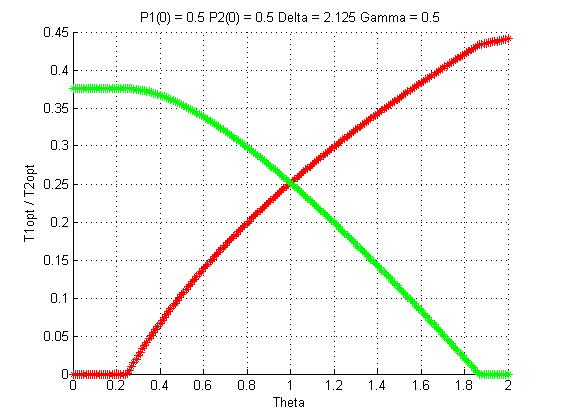 P1(0) = 0.5 P2(0) = 0.5 Delta = 2.125 Gamma = 0.5
0.45
0.4
0.35
0.3
0.25
0.2
0.15
0.1
0.05
0
T1opt / T2opt
0 0.2 0.4 0.6 0.8 1 1.2 1.4 1.6 1.8 2
Theta